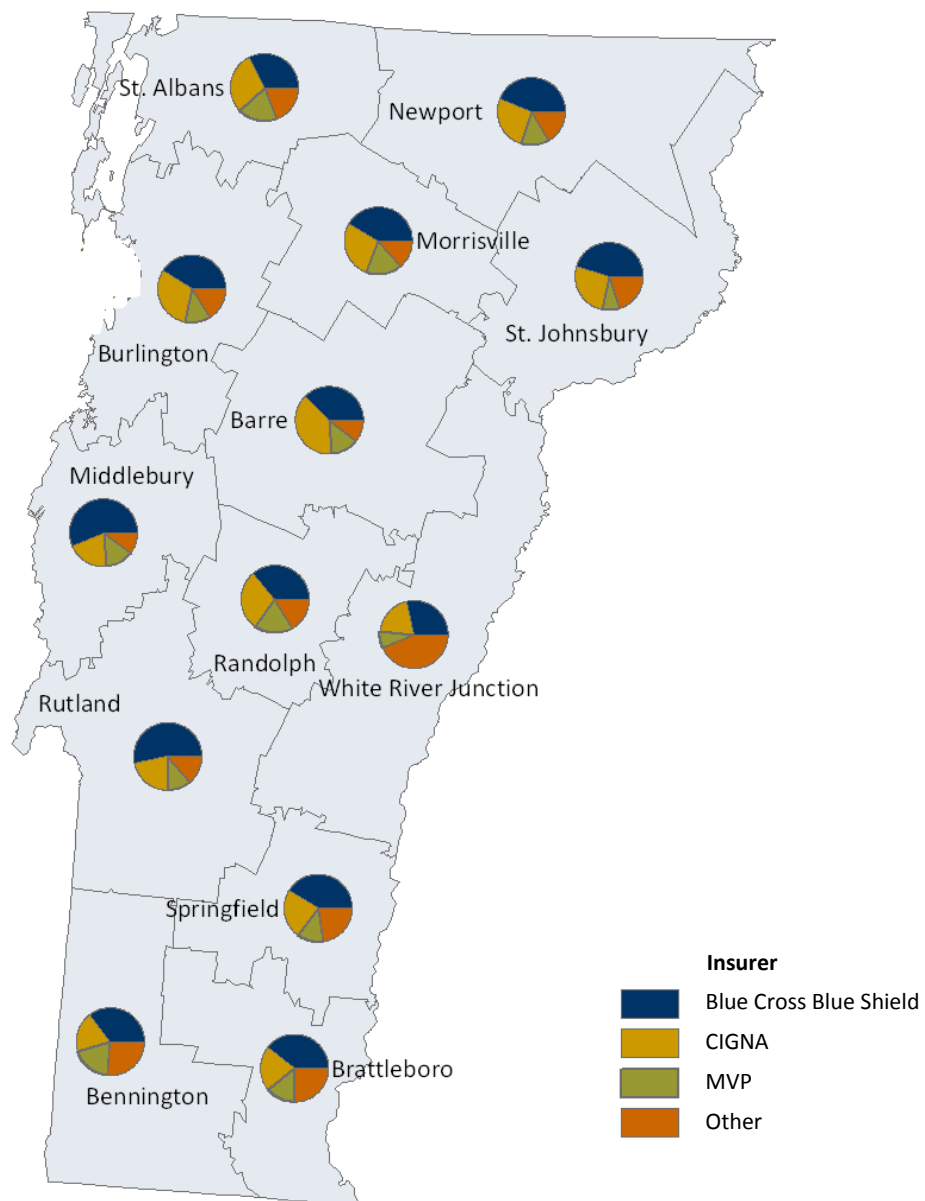 St. Albans
Newport
Morrisville
St. Johnsbury
Burlington
Barre
Middlebury
Randolph
White River Junction
Rutland
Springfield
Insurer
Blue Cross Blue Shield
CIGNA
Brattleboro
MVP
Bennington
Other